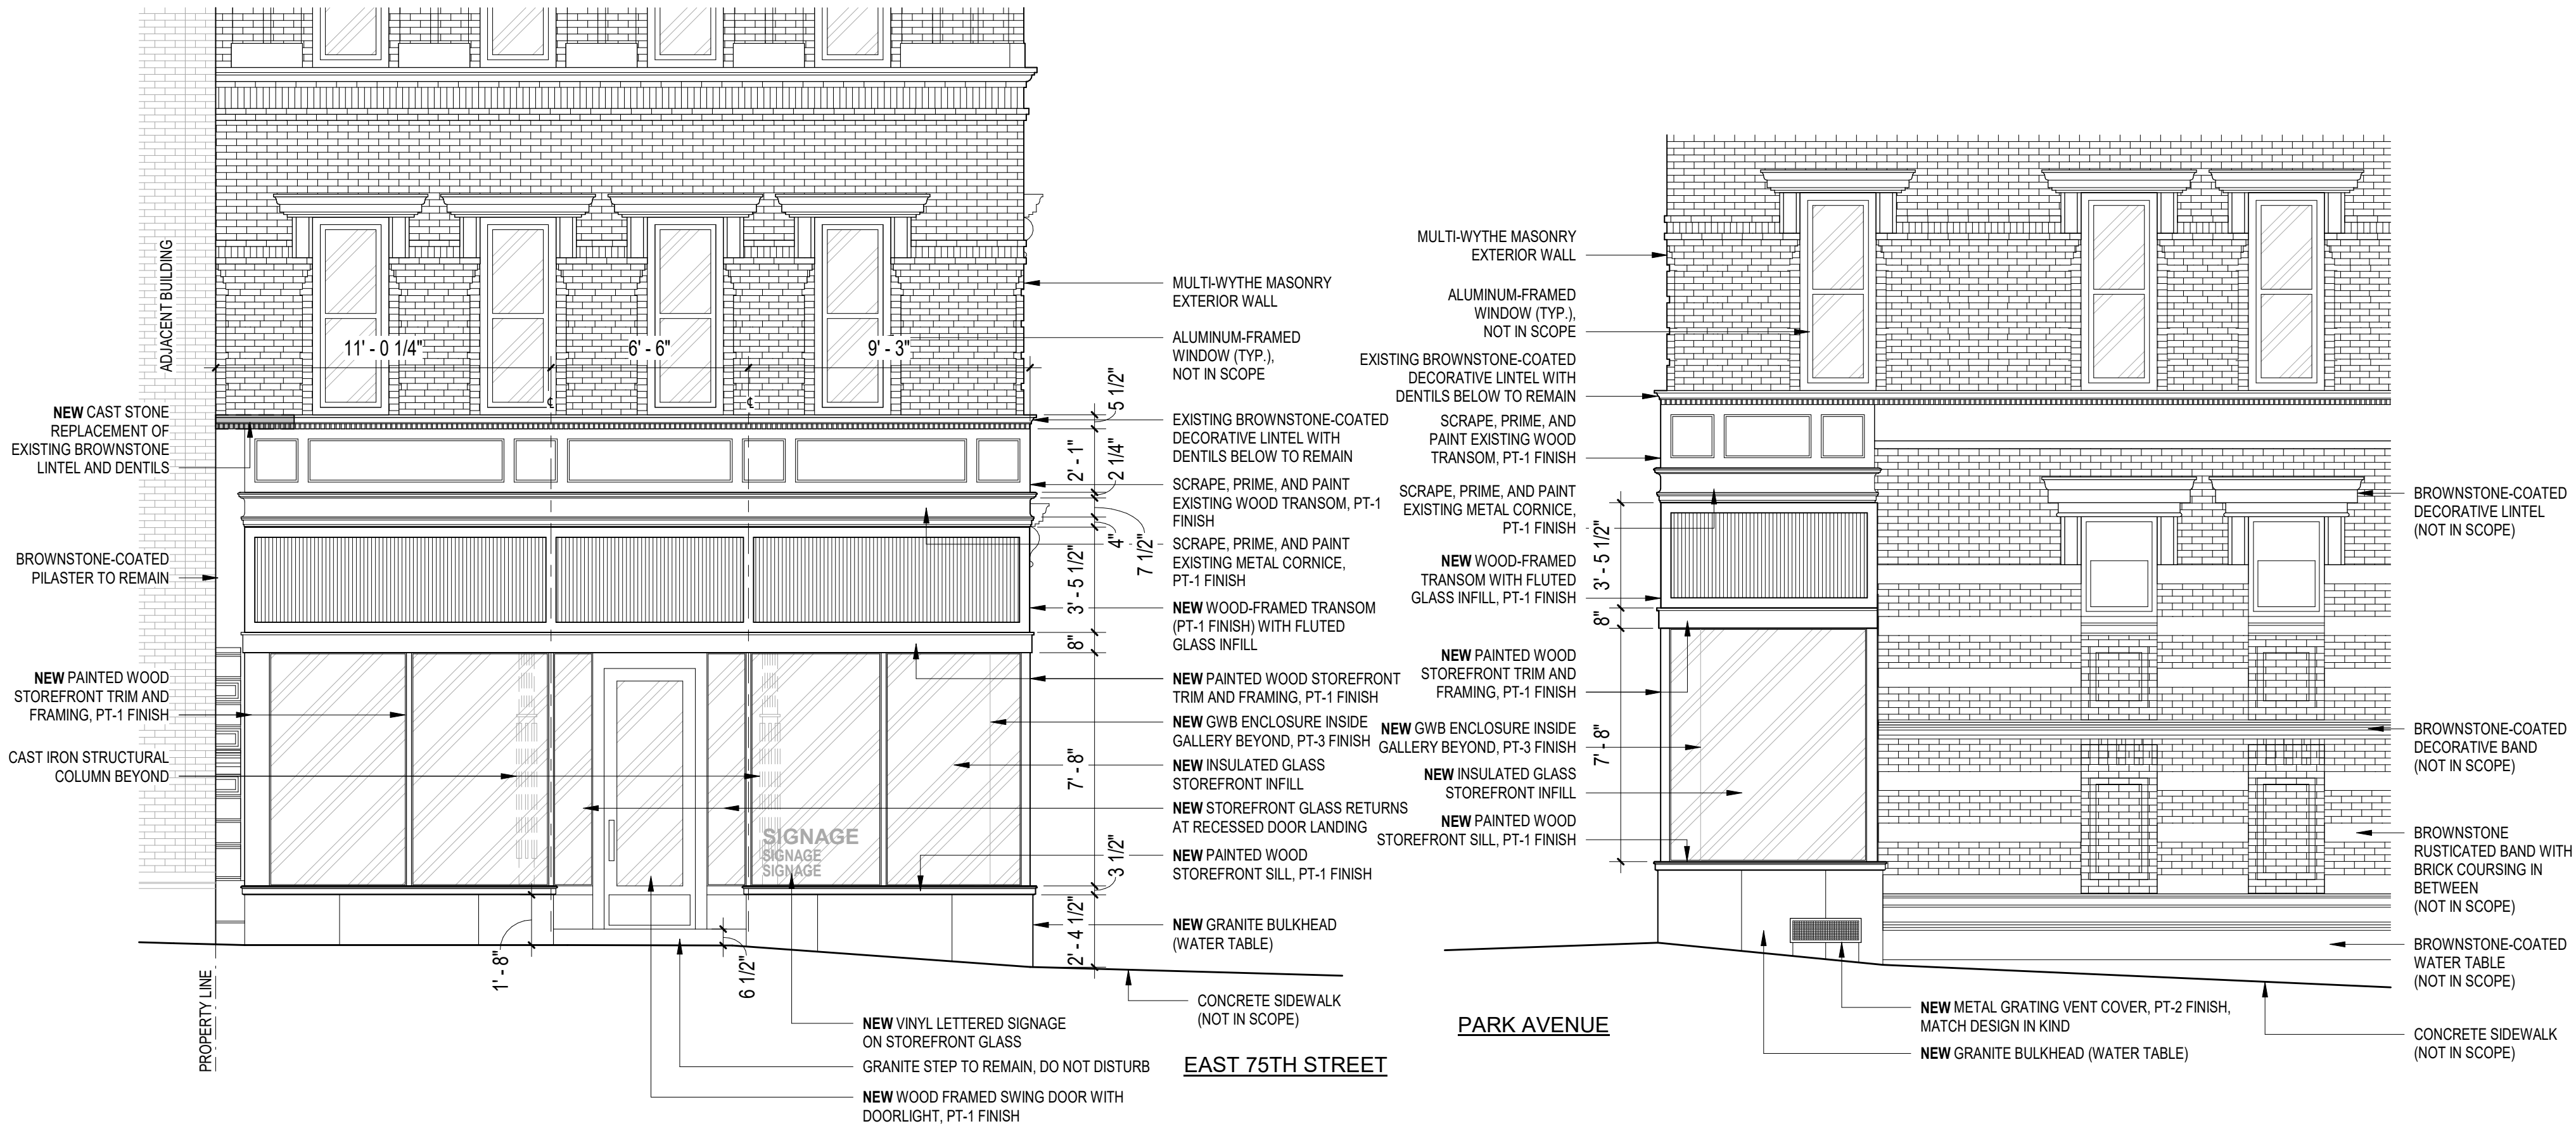 ADJACENT BUILDING
11' - 0 1/4"
6' - 6"
9' - 3"
℄
℄
NEW CAST STONE
REPLACEMENT OF
EXISTING BROWNSTONE
LINTEL AND DENTILS
BROWNSTONE-COATED
PILASTER TO REMAIN
NEW PAINTED WOOD
STOREFRONT TRIM AND
FRAMING, PT-1 FINISH
CAST IRON STRUCTURAL
COLUMN BEYOND
PROPERTY LINE
SIGNAGE
SIGNAGE
SIGNAGE
1' - 8"
6 1/2"
5 1/2"
2' - 1"
2 1/4"
4"
7 1/2"
3' - 5 1/2"
8"
7' - 8"
3 1/2"
2' - 4 1/2"
MULTI-WYTHE MASONRY
EXTERIOR WALL
ALUMINUM-FRAMED
WINDOW (TYP.),
NOT IN SCOPE
EXISTING BROWNSTONE-COATED
DECORATIVE LINTEL WITH
DENTILS BELOW TO REMAIN
SCRAPE, PRIME, AND PAINT
EXISTING WOOD TRANSOM, PT-1
FINISH
SCRAPE, PRIME, AND PAINT
EXISTING METAL CORNICE,
PT-1 FINISH
NEW WOOD-FRAMED TRANSOM
(PT-1 FINISH) WITH FLUTED
GLASS INFILL
NEW PAINTED WOOD STOREFRONT
TRIM AND FRAMING, PT-1 FINISH
NEW GWB ENCLOSURE INSIDE
GALLERY BEYOND, PT-3 FINISH
NEW INSULATED GLASS
STOREFRONT INFILL
NEW STOREFRONT GLASS RETURNS
AT RECESSED DOOR LANDING
NEW PAINTED WOOD
STOREFRONT SILL, PT-1 FINISH
NEW GRANITE BULKHEAD
(WATER TABLE)
CONCRETE SIDEWALK
(NOT IN SCOPE)
NEW VINYL LETTERED SIGNAGE
ON STOREFRONT GLASS
GRANITE STEP TO REMAIN, DO NOT DISTURB
NEW WOOD FRAMED SWING DOOR WITH
DOORLIGHT, PT-1 FINISH
EAST 75TH STREET
MULTI-WYTHE MASONRY
EXTERIOR WALL
ALUMINUM-FRAMED
WINDOW (TYP.),
NOT IN SCOPE
EXISTING BROWNSTONE-COATED
DECORATIVE LINTEL WITH
DENTILS BELOW TO REMAIN
SCRAPE, PRIME, AND
PAINT EXISTING WOOD
TRANSOM, PT-1 FINISH
SCRAPE, PRIME, AND PAINT
EXISTING METAL CORNICE,
PT-1 FINISH
NEW WOOD-FRAMED
TRANSOM WITH FLUTED
GLASS INFILL, PT-1 FINISH
NEW PAINTED WOOD
STOREFRONT TRIM AND
FRAMING, PT-1 FINISH
NEW GWB ENCLOSURE INSIDE
GALLERY BEYOND, PT-3 FINISH
NEW INSULATED GLASS
STOREFRONT INFILL
NEW PAINTED WOOD
STOREFRONT SILL, PT-1 FINISH
3' - 5 1/2"
8"
7' - 8"
PARK AVENUE
BROWNSTONE-COATED
DECORATIVE LINTEL
(NOT IN SCOPE)
BROWNSTONE-COATED
DECORATIVE BAND
(NOT IN SCOPE)
BROWNSTONE
RUSTICATED BAND WITH
BRICK COURSING IN
BETWEEN
(NOT IN SCOPE)
BROWNSTONE-COATED
WATER TABLE
(NOT IN SCOPE)
NEW METAL GRATING VENT COVER, PT-2 FINISH,
MATCH DESIGN IN KIND
NEW GRANITE BULKHEAD (WATER TABLE)
CONCRETE SIDEWALK
(NOT IN SCOPE)